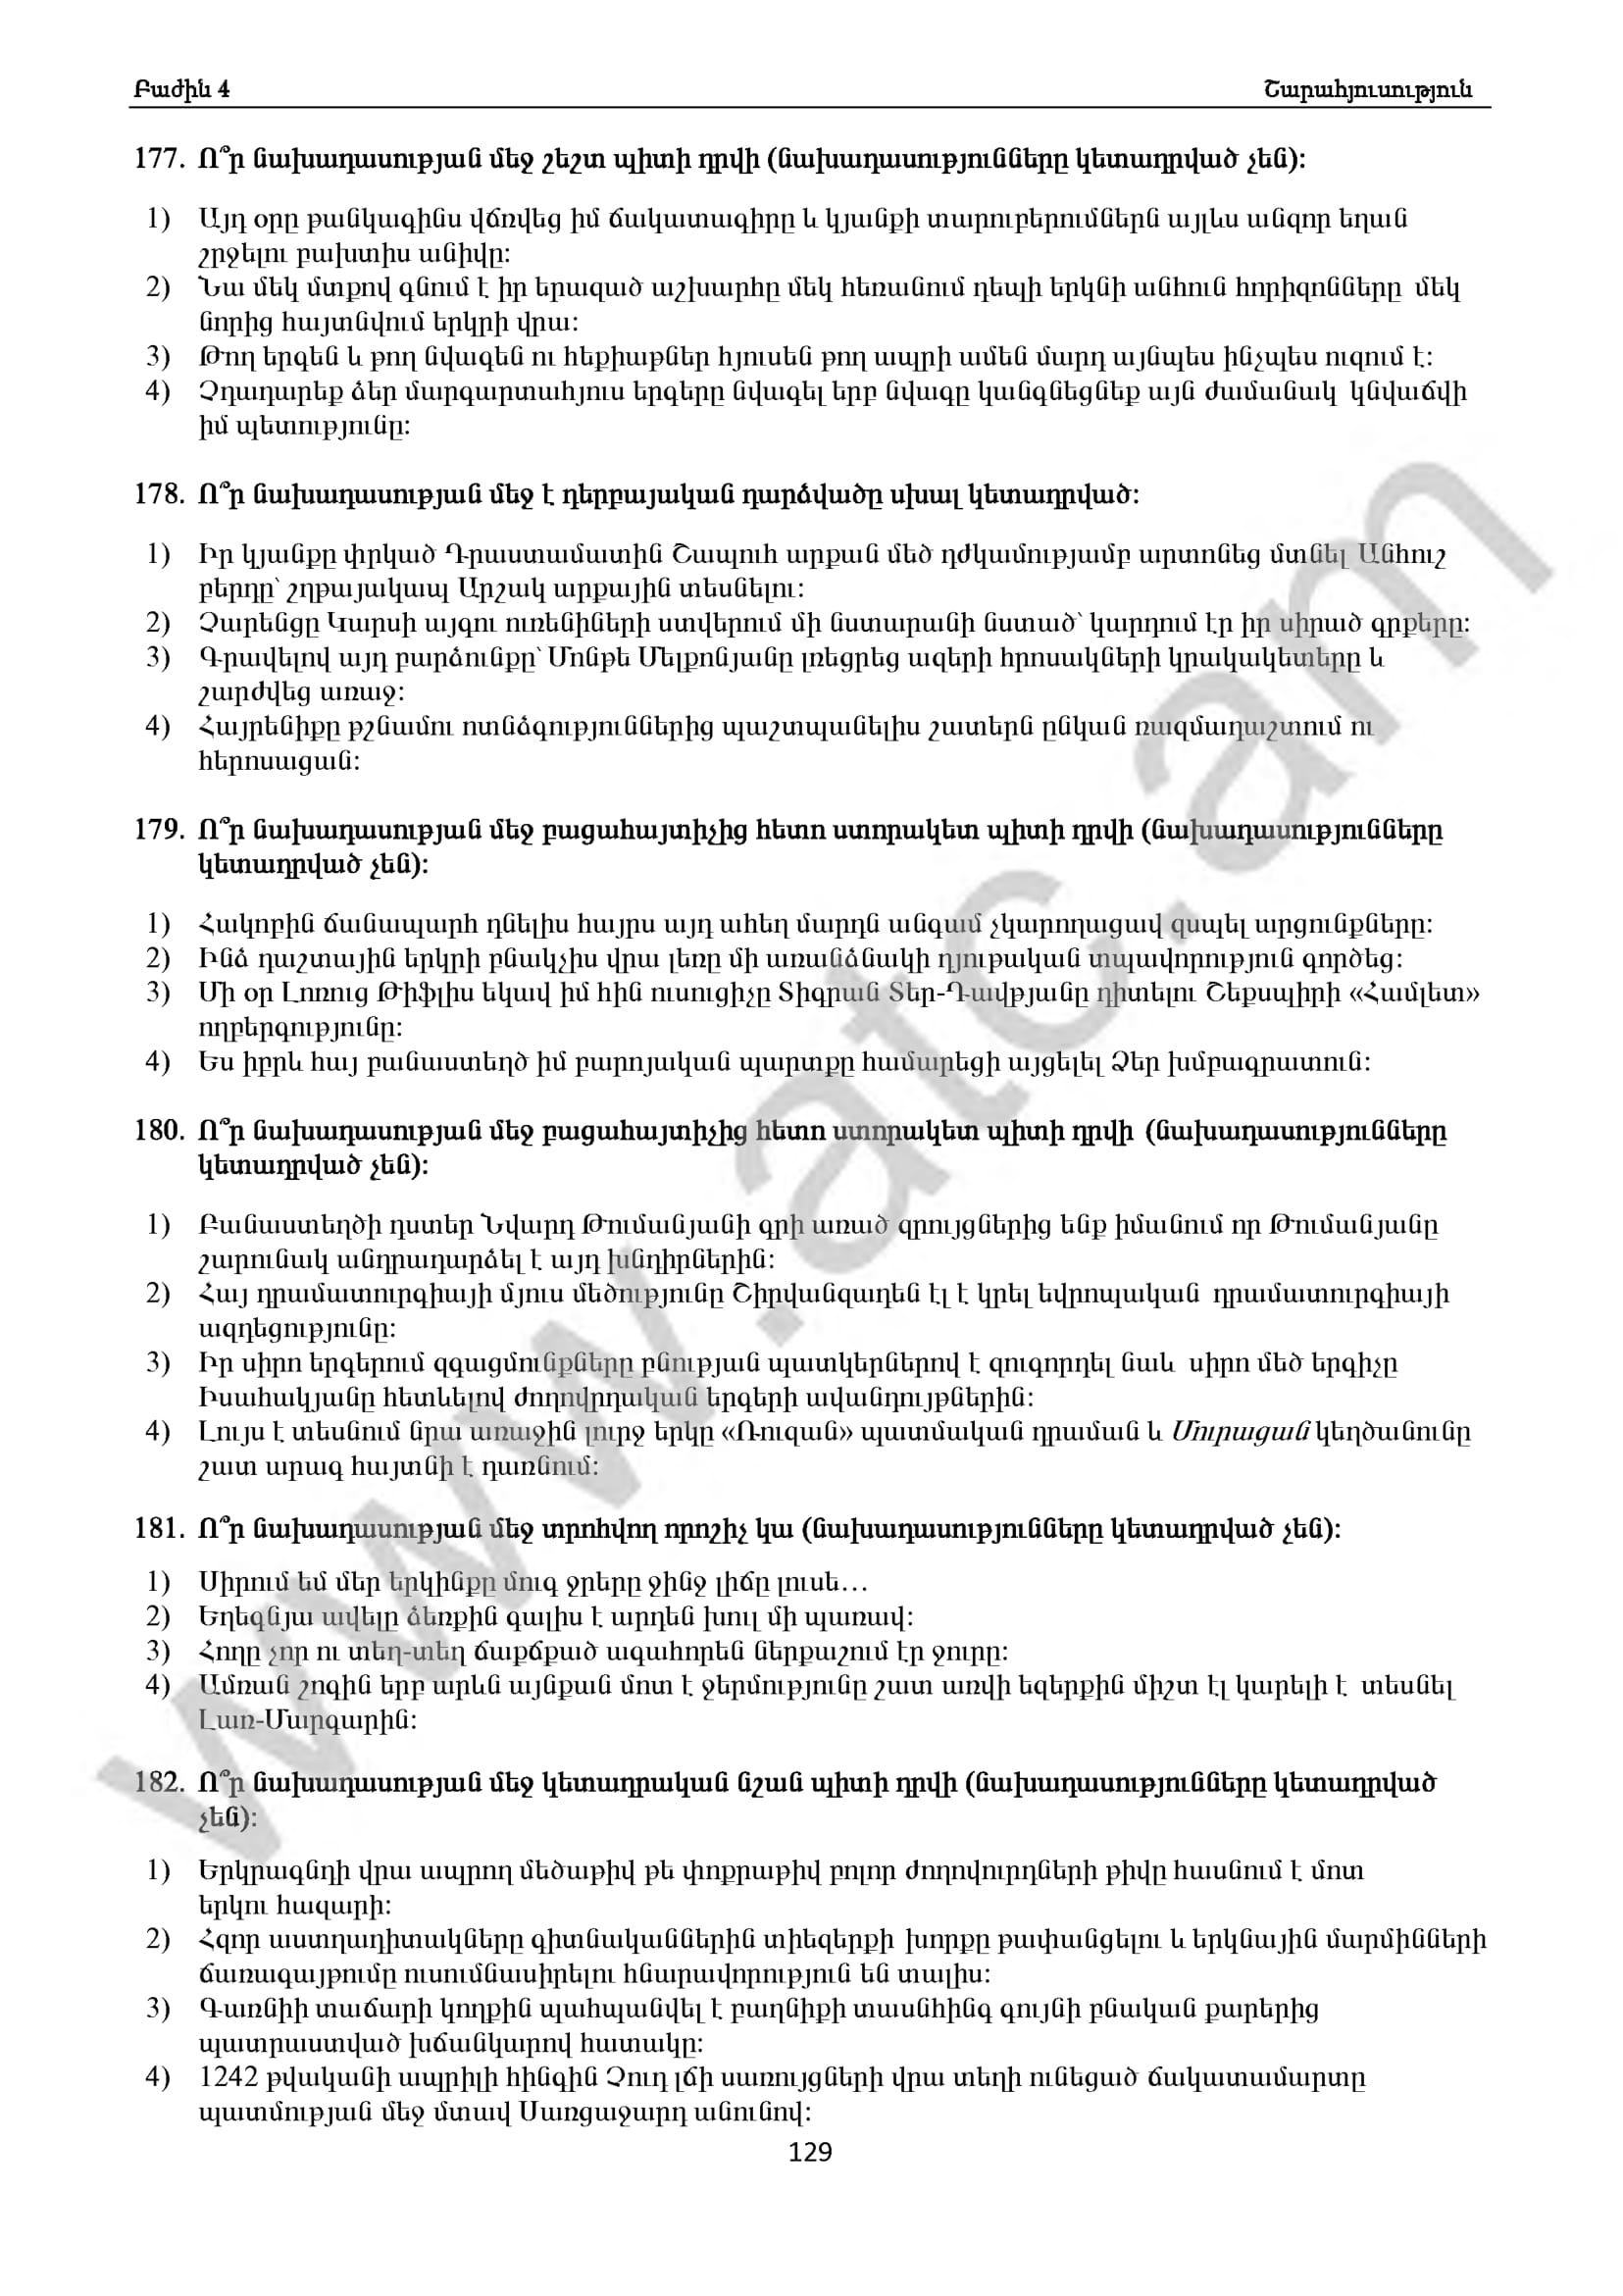 Բաժին 4 Շարահյուսություն
177. Ո՞ր նախադասության մեջ շեշտ պիտի դրվի (նախադասությունները կետադրված չեն):
1) Այդ օրը թանկագինս վճռվեց իմ ճակատագիրը և կյանքի տարուբերումներն այլևս անզոր եղան
շրջելու բախտիս անիվը:
2) Նա մեկ մտքով գնում է իր երազած աշխարհը մեկ հեռանում դեպի երկնի անհուն հորիզոնները մեկ
նորից հայտնվում երկրի վրա:
3) Թող երգեն և թող նվագեն ու հեքիաթներ հյուսեն թող ապրի ամեն մարդ այնպես ինչպես ուզում է:
4) Չդադարեք ձեր մարգարտահյուս երգերը նվագել երբ նվագը կանգնեցնեք այն ժամանակ կնվաճվի
իմ պետությունը:
178. Ո՞ր նախադասության մեջ է դերբայական դարձվածը սխալ կետադրված:
1) Իր կյանքը փրկած Դրաստամատին Շապուհ արքան մեծ դժկամությամբ արտոնեց մտնել Անհուշ
բերդը՝ շղթայակապ Արշակ արքային տեսնելու:
2) Չարենցը Կարսի այգու ուռենիների ստվերում մի նստարանի նստած՝ կարդում էր իր սիրած գրքերը:
3) Գրավելով այդ բարձունքը՝ Մոնթե Մելքոնյանը լռեցրեց ազերի հրոսակների կրակակետերը և
շարժվեց առաջ:
4) Հայրենիքը թշնամու ոտնձգություններից պաշտպանելիս շատերն ընկան ռազմադաշտում ու
հերոսացան:
179. Ո՞ր նախադասության մեջ բացահայտիչից հետո ստորակետ պիտի դրվի (նախադասությունները
կետադրված չեն):
1) Հակոբին ճանապարհ դնելիս հայրս այդ ահեղ մարդն անգամ չկարողացավ զսպել արցունքները:
2) Ինձ դաշտային երկրի բնակչիս վրա լեռը մի առանձնակի դյութական տպավորություն գործեց:
3) Մի օր Լոռուց Թիֆլիս եկավ իմ հին ուսուցիչը Տիգրան Տեր-Դավթյանը դիտելու Շեքսպիրի «Համլետ»
ողբերգությունը:
4) Ես իբրև հայ բանաստեղծ իմ բարոյական պարտքը համարեցի այցելել Ձեր խմբագրատուն:
180. Ո՞ր նախադասության մեջ բացահայտիչից հետո ստորակետ պիտի դրվի (նախադասությունները
կետադրված չեն):
1) Բանաստեղծի դստեր Նվարդ Թումանյանի գրի առած զրույցներից ենք իմանում որ Թումանյանը
շարունակ անդրադարձել է այդ խնդիրներին:
2) Հայ դրամատուրգիայի մյուս մեծությունը Շիրվանզադեն էլ է կրել եվրոպական դրամատուրգիայի
ազդեցությունը:
3) Իր սիրո երգերում զգացմունքները բնության պատկերներով է զուգորդել նաև սիրո մեծ երգիչը
Իսահակյանը հետևելով ժողովրդական երգերի ավանդույթներին:
4) Լույս է տեսնում նրա առաջին լուրջ երկը «Ռուզան» պատմական դրաման և Մուրացան կեղծանունը
շատ արագ հայտնի է դառնում:
181. Ո՞ր նախադասության մեջ տրոհվող որոշիչ կա (նախադասությունները կետադրված չեն):
1) Սիրում եմ մեր երկինքը մուգ ջրերը ջինջ լիճը լուսե…
2) Եղեգնյա ավելը ձեռքին գալիս է արդեն խուլ մի պառավ:
3) Հողը չոր ու տեղ-տեղ ճաքճքած ագահորեն ներքաշում էր ջուրը:
4) Ամռան շոգին երբ արևն այնքան մոտ է ջերմությունը շատ առվի եզերքին միշտ էլ կարելի է տեսնել
Լառ-Մարգարին:
182. Ո՞ր նախադասության մեջ կետադրական նշան պիտի դրվի (նախադասությունները կետադրված
չեն):
1) Երկրագնդի վրա ապրող մեծաթիվ թե փոքրաթիվ բոլոր ժողովուրդների թիվը հասնում է մոտ
երկու հազարի:
2) Հզոր աստղադիտակները գիտնականներին տիեզերքի խորքը թափանցելու և երկնային մարմինների
ճառագայթումը ուսումնասիրելու հնարավորություն են տալիս:
3) Գառնիի տաճարի կողքին պահպանվել է բաղնիքի տասնհինգ գույնի բնական քարերից
պատրաստված խճանկարով հատակը:
4) 1242 թվականի ապրիլի հինգին Չուդ լճի սառույցների վրա տեղի ունեցած ճակատամարտը
պատմության մեջ մտավ Սառցաջարդ անունով:
129
www.atc.am